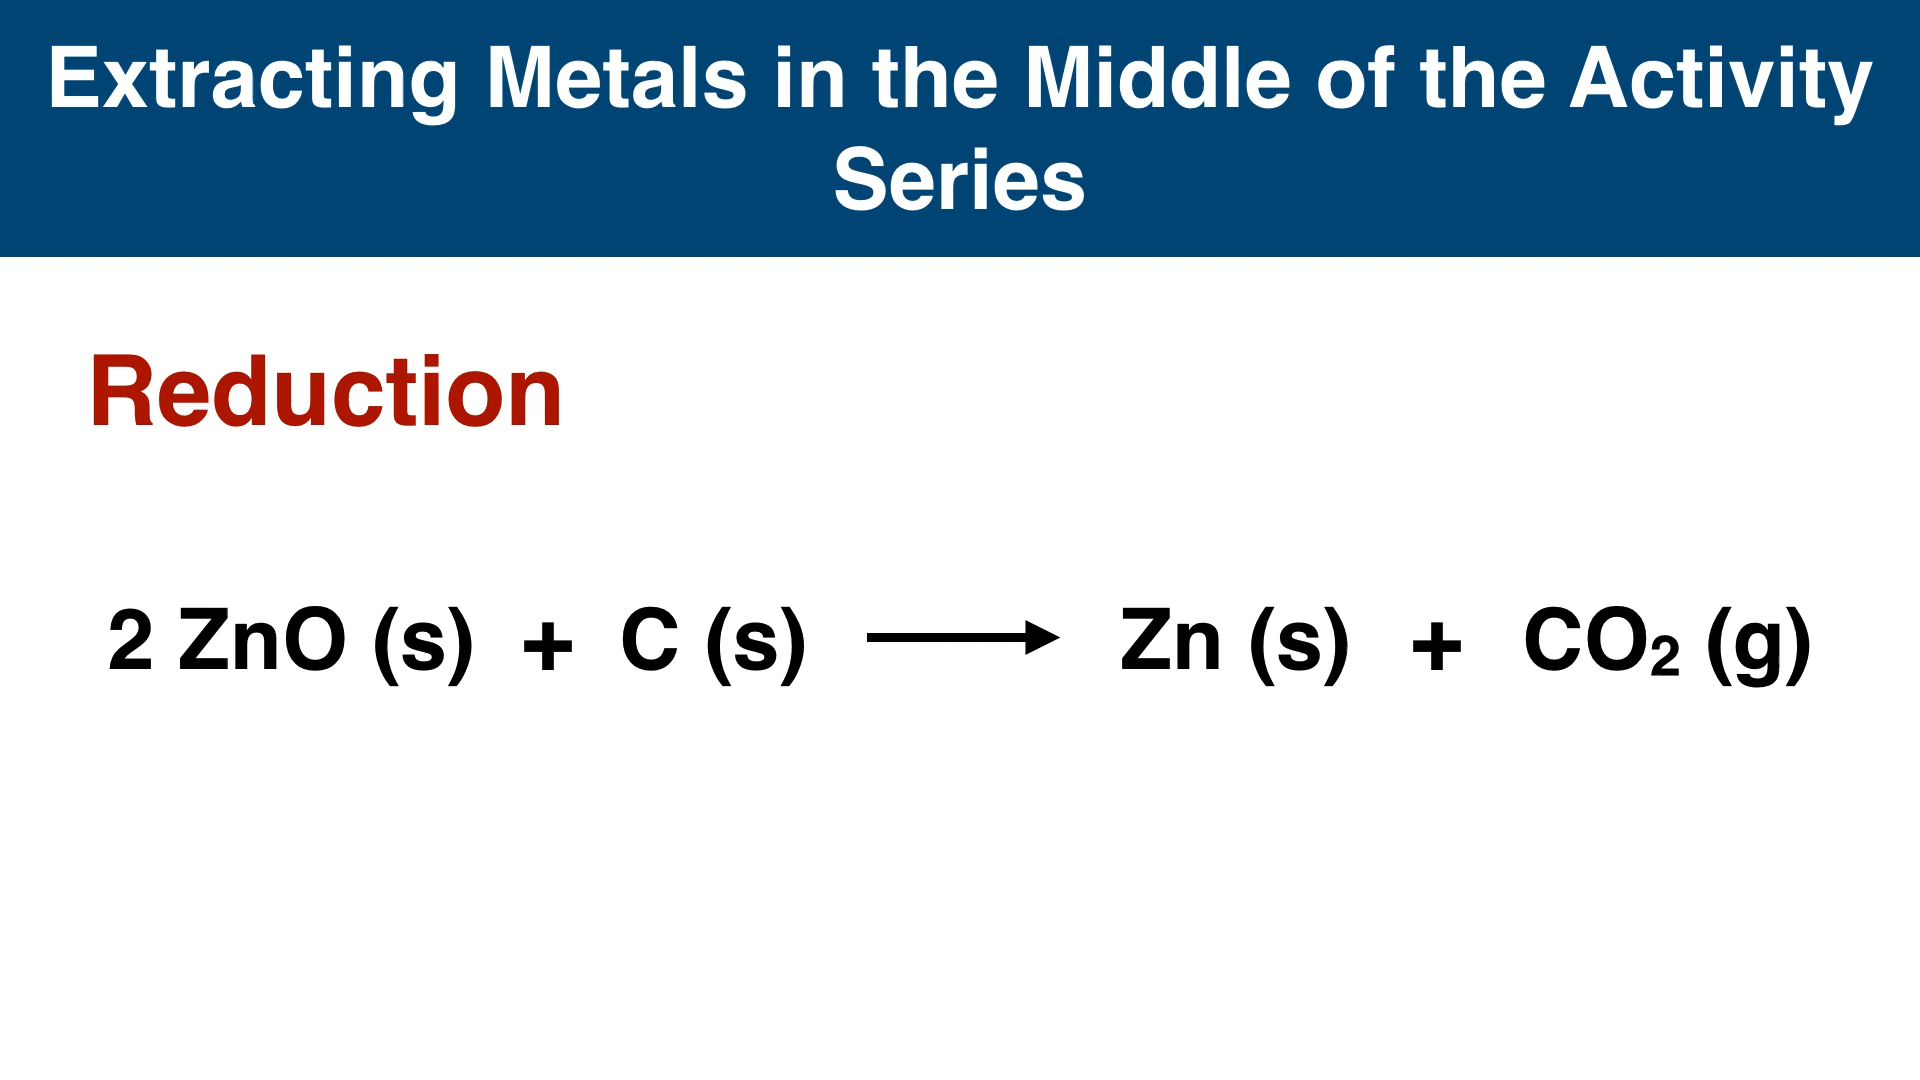 Extracting Metals in the Middle of the Activity
Series
Reduction
2 ZnO (s) + C (s) ⟶ Zn (s) + CO₂ (g)